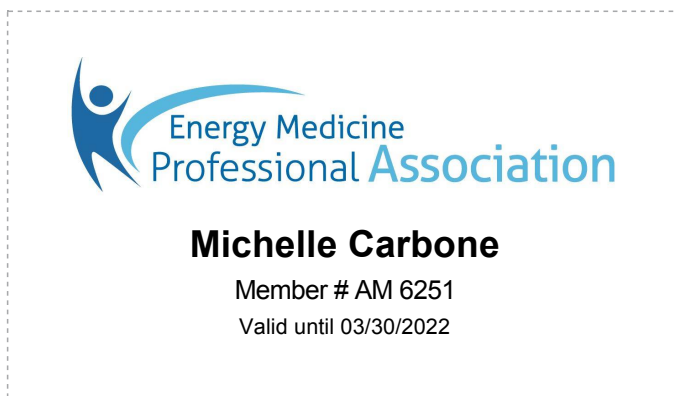 Energy Medicine
Professional Association
Michelle Carbone
Member # AM 6251
Valid until 03/30/2022